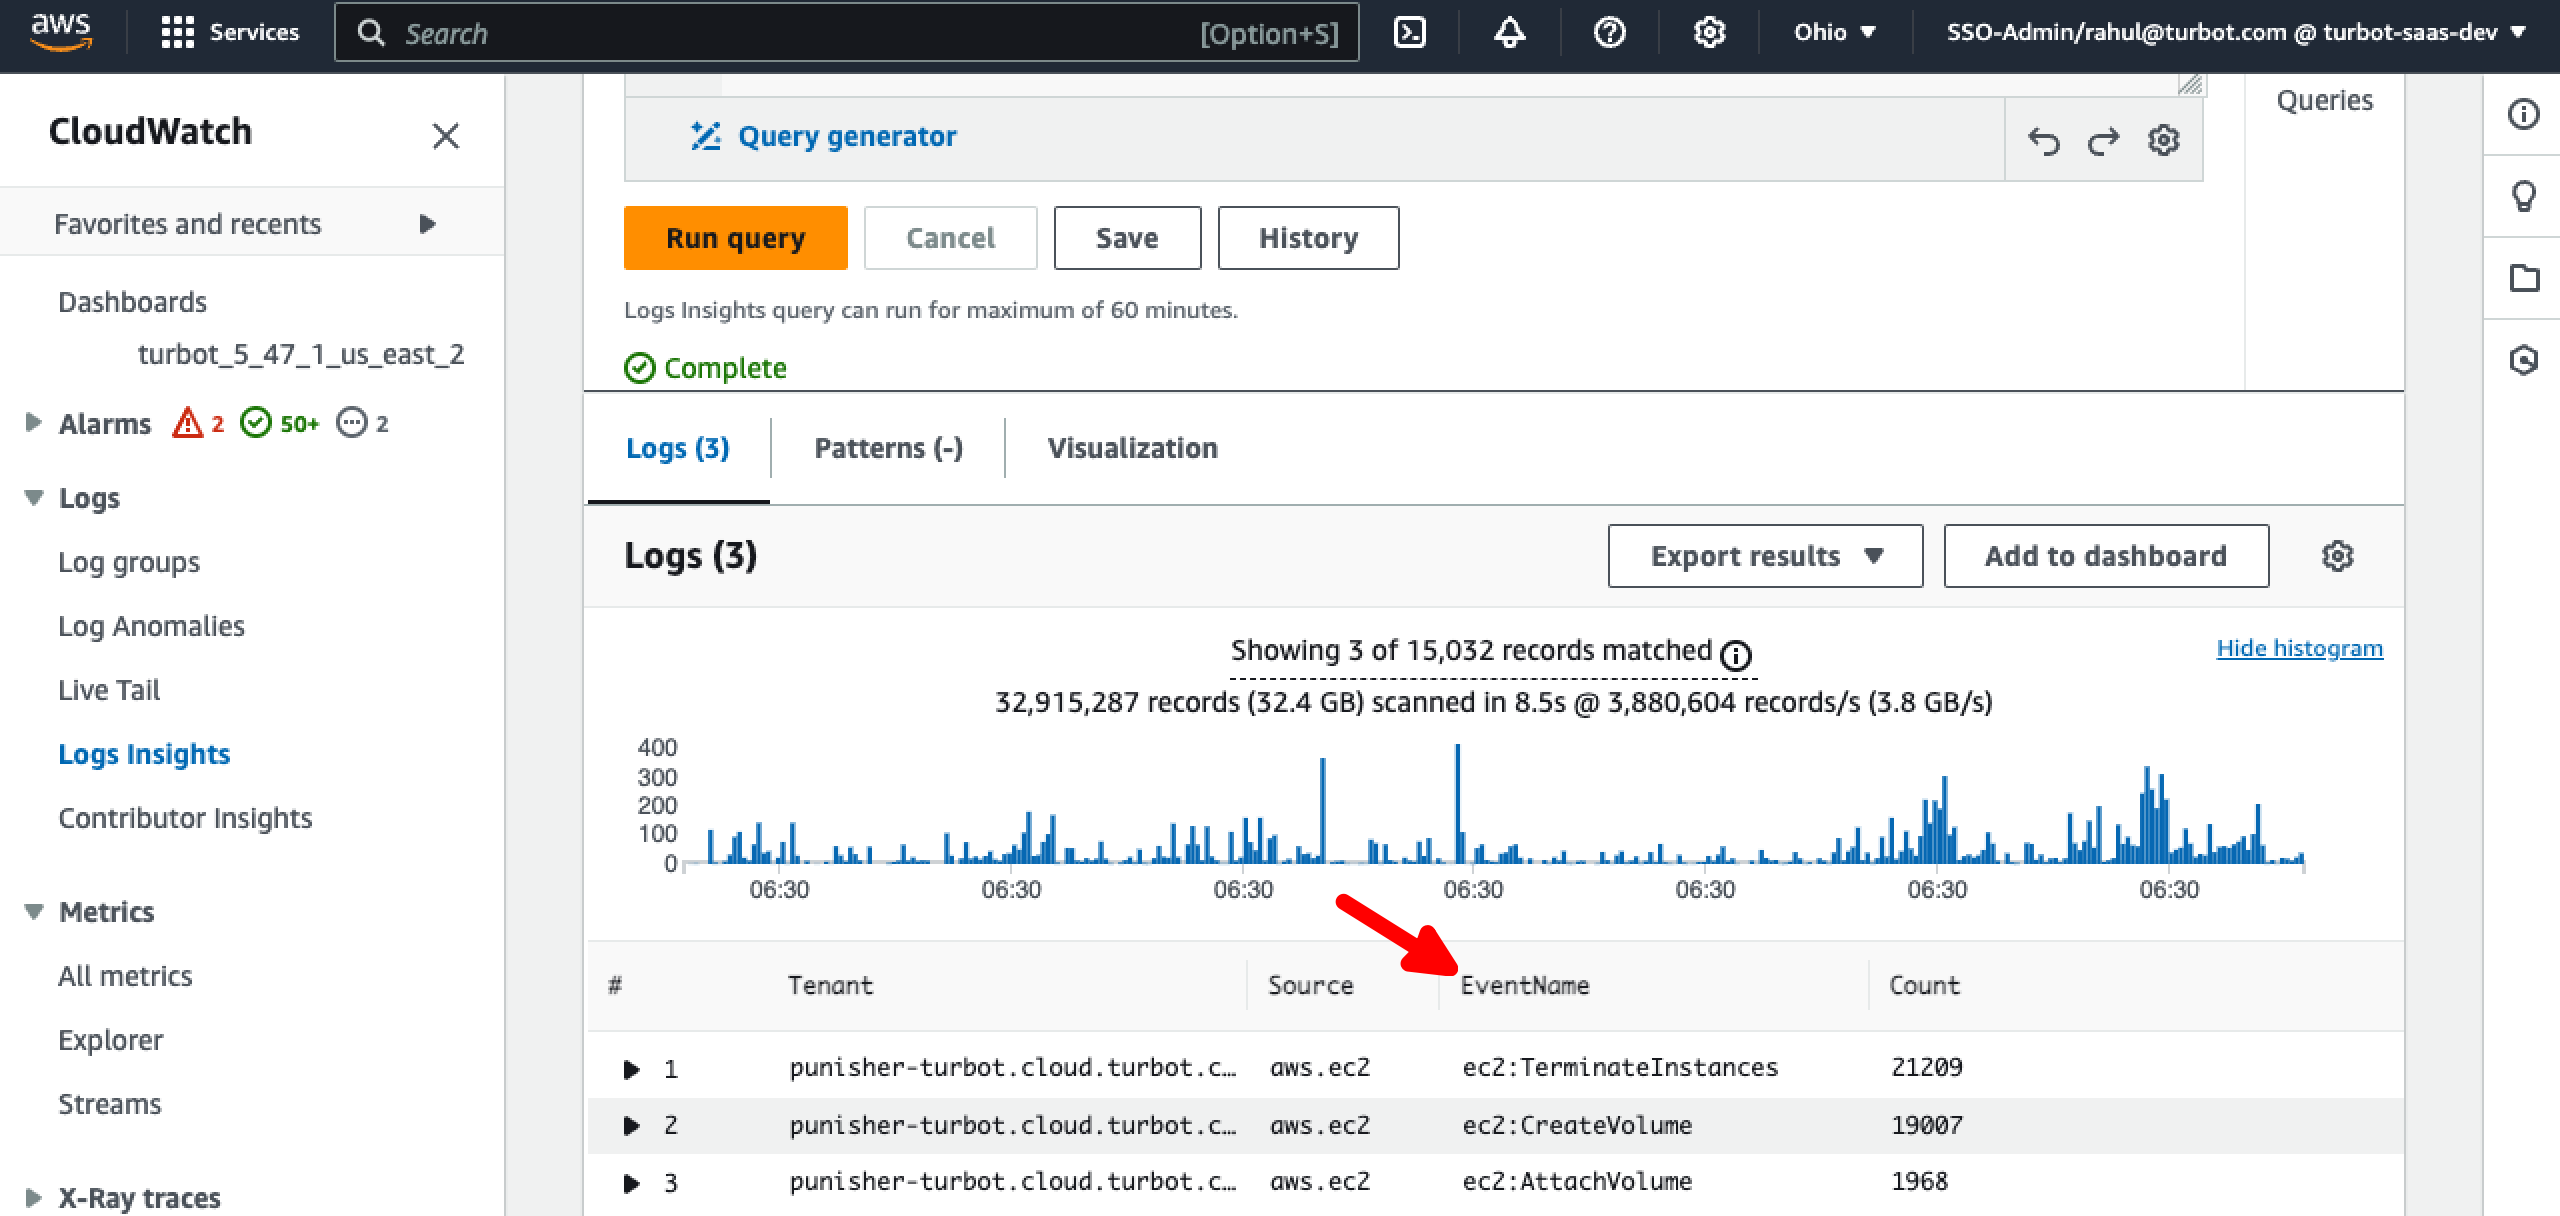 aws
Services
Search
[Option+S]
Ohio
SSO-Admin/rahul@turbot.com @ turbot-saas-dev
CloudWatch
Favorites and recents
Dashboards
turbot_5_47_1_us_east_2
Alarms 2 50+ 2
Logs
Log groups
Log Anomalies
Live Tail
Logs Insights
Contributor Insights
Metrics
All metrics
Explorer
Streams
X-Ray traces
Query generator
Queries
Run query
Cancel
Save
History
Logs Insights query can run for maximum of 60 minutes.
Complete
Logs (3)
Patterns (-)
Visualization
Logs (3)
Export results
Add to dashboard
Showing 3 of 15,032 records matched
Hide histogram
32,915,287 records (32.4 GB) scanned in 8.5s @ 3,880,604 records/s (3.8 GB/s)
400
300
200
100
0
06:30 06:30 06:30 06:30 06:30 06:30 06:30
# Tenant Source EventName Count
1 punisher-turbot.cloud.turbot.c… aws.ec2 ec2:TerminateInstances 21209
2 punisher-turbot.cloud.turbot.c… aws.ec2 ec2:CreateVolume 19007
3 punisher-turbot.cloud.turbot.c… aws.ec2 ec2:AttachVolume 1968